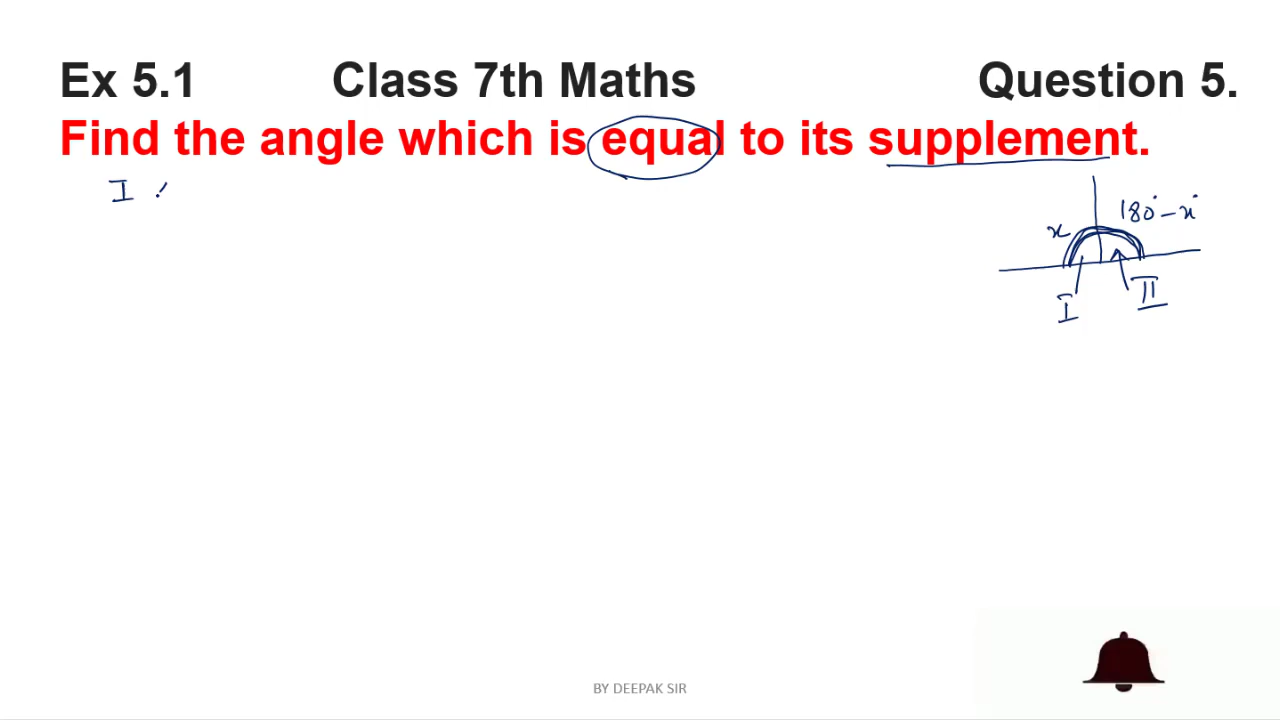 Ex 5.1 Class 7th Maths Question 5.
Find the angle which is equal to its supplement.
I
x 180° - x°
I II
BY DEEPAK SIR